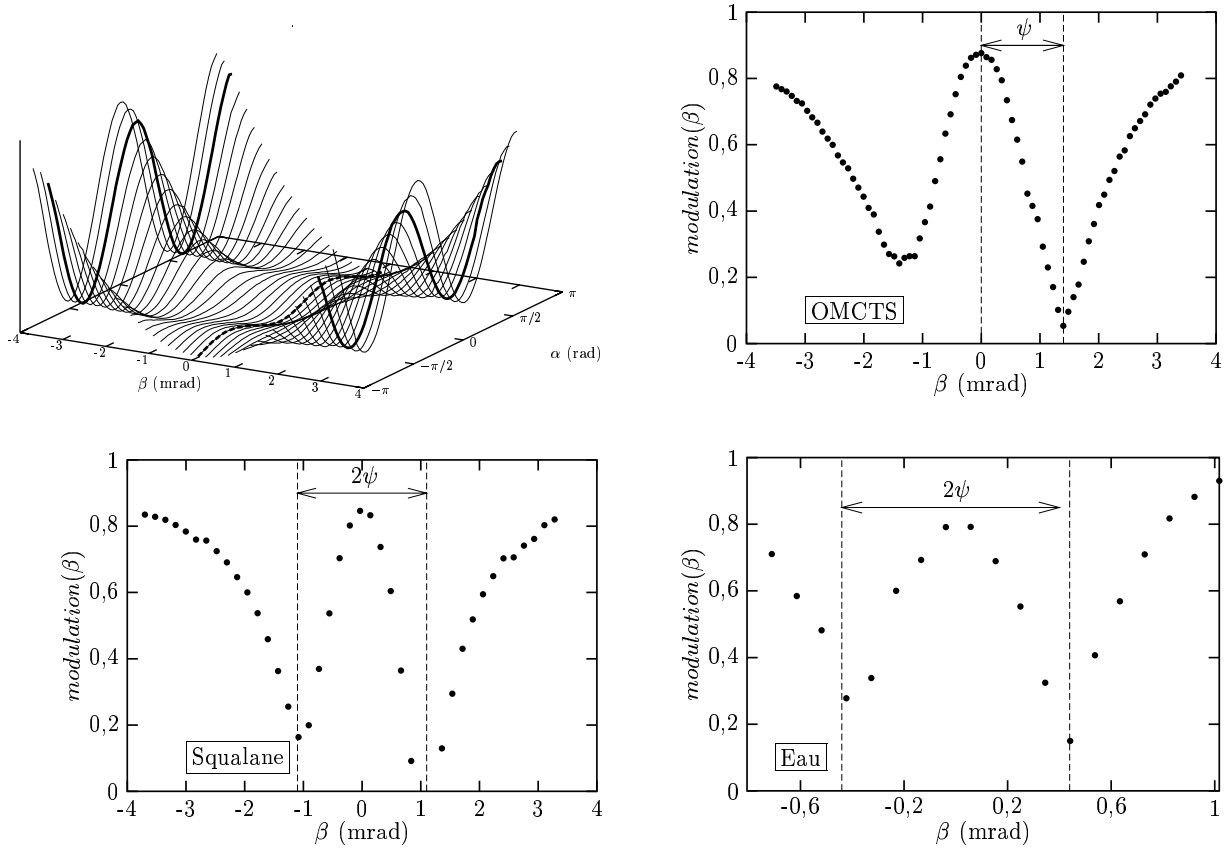 -4
-3
-2
-1
0
1
2
3
4
β (mrad)
-π
-π/2
0
π/2
π
α (rad)
1
0,8
0,6
0,4
0,2
0
modulation(β)
ψ
OMCTS
-4 -3 -2 -1 0 1 2 3 4
β (mrad)
1
0,8
0,6
0,4
0,2
0
modulation(β)
2ψ
Squalane
-4 -3 -2 -1 0 1 2 3 4
β (mrad)
1
0,8
0,6
0,4
0,2
0
modulation(β)
2ψ
Eau
-0,6 -0,2 0,2 0,6 1
β (mrad)